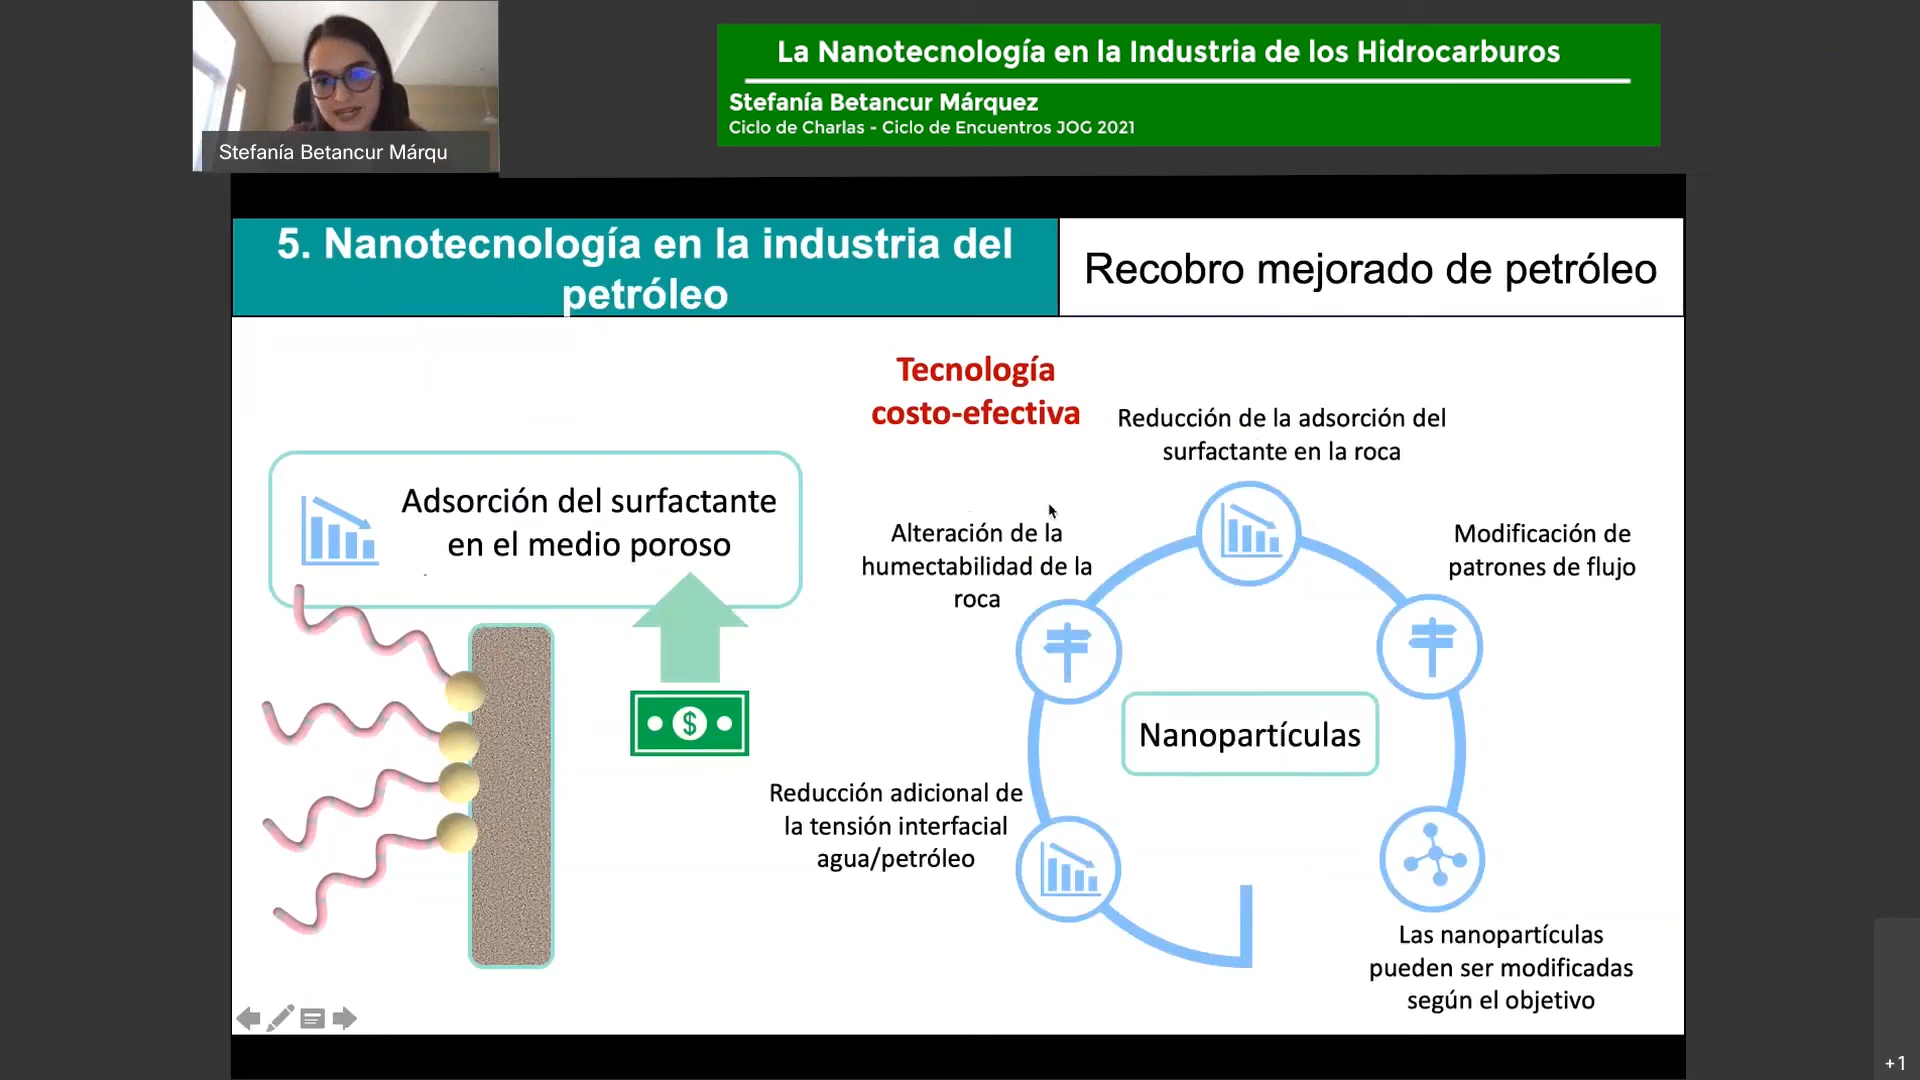 La Nanotecnología en la Industria de los Hidrocarburos
Stefanía Betancur Márquez
Ciclo de Charlas - Ciclo de Encuentros JOG 2021
Stefanía Betancur Márqu
5. Nanotecnología en la industria del
petróleo
Recobro mejorado de petróleo
Tecnología
costo-efectiva
Adsorción del surfactante
en el medio poroso
$
Reducción de la adsorción del
surfactante en la roca
Alteración de la
humectabilidad de la
roca
Modificación de
patrones de flujo
Nanopartículas
Reducción adicional de
la tensión interfacial
agua/petróleo
Las nanopartículas
pueden ser modificadas
según el objetivo
+1